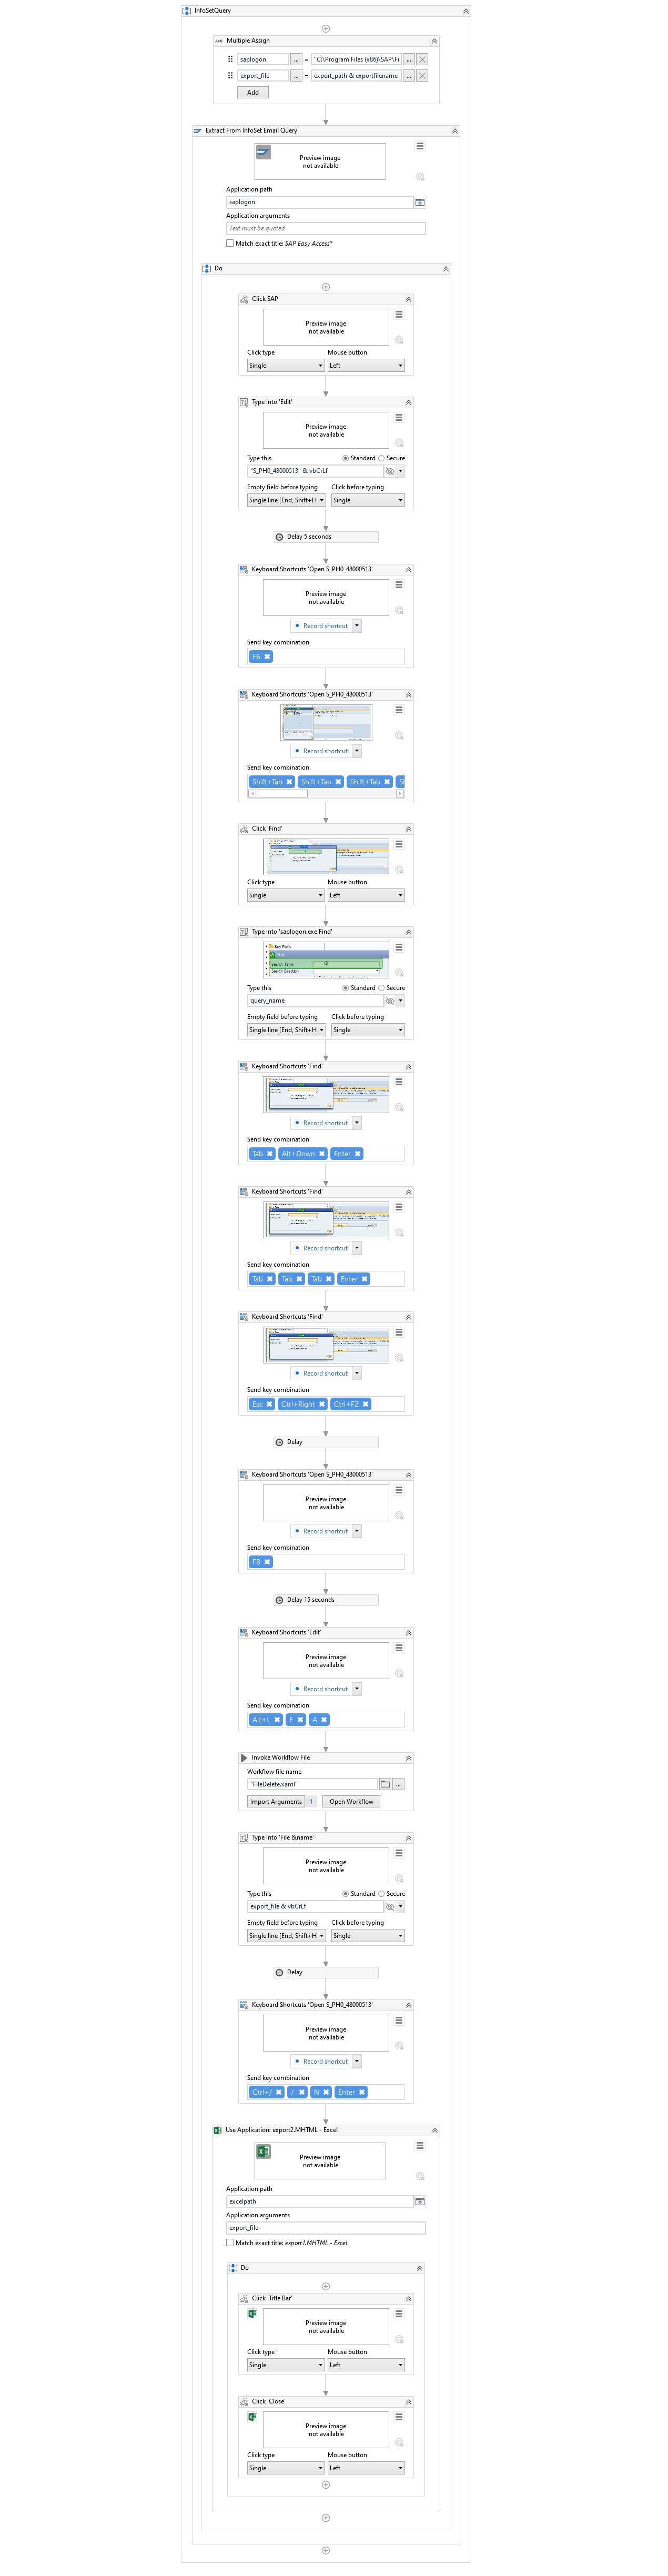 InfoSetQuery
Multiple Assign
saplogon ... = "C:\Program Files (x86)\SAP\Fr ...
export_file ... = export_path & exportfilename ...
Add
Extract From InfoSet Email Query
Preview image
not available
Application path
saplogon
Application arguments
Text must be quoted
Match exact title: SAP Easy Access*
Do
Click SAP
Preview image
not available
Click type Mouse button
Single Left
Type Into 'Edit'
Preview image
not available
Type this Standard Secure
"S_PH0_48000513" & vbCrLf
Empty field before typing Click before typing
Single line [End, Shift+H Single
Delay 5 seconds
Keyboard Shortcuts 'Open S_PH0_48000513'
Preview image
not available
Record shortcut
Send key combination
F6
Keyboard Shortcuts 'Open S_PH0_48000513'
Record shortcut
Send key combination
Shift+Tab Shift+Tab Shift+Tab
Click 'Find'
Click type Mouse button
Single Left
Type Into 'saplogon.exe Find'
Type this Standard Secure
query_name
Empty field before typing Click before typing
Single line [End, Shift+H Single
Keyboard Shortcuts 'Find'
Record shortcut
Send key combination
Tab Alt+Down Enter
Keyboard Shortcuts 'Find'
Record shortcut
Send key combination
Tab Tab Tab Enter
Keyboard Shortcuts 'Find'
Record shortcut
Send key combination
Esc Ctrl+Right Ctrl+F2
Delay
Keyboard Shortcuts 'Open S_PH0_48000513'
Preview image
not available
Record shortcut
Send key combination
F8
Delay 15 seconds
Keyboard Shortcuts 'Edit'
Preview image
not available
Record shortcut
Send key combination
Alt+L E A
Invoke Workflow File
Workflow file name
"FileDelete.xaml" ...
Import Arguments 1 Open Workflow
Type Into 'File &name'
Preview image
not available
Type this Standard Secure
export_file & vbCrLf
Empty field before typing Click before typing
Single line [End, Shift+H Single
Delay
Keyboard Shortcuts 'Open S_PH0_48000513'
Preview image
not available
Record shortcut
Send key combination
Ctrl+/ / N Enter
Use Application: export2.MHTML - Excel
Preview image
not available
Application path
excelpath
Application arguments
export_file
Match exact title: export1.MHTML - Excel
Do
Click 'Title Bar'
Preview image
not available
Click type Mouse button
Single Left
Click 'Close'
Preview image
not available
Click type Mouse button
Single Left